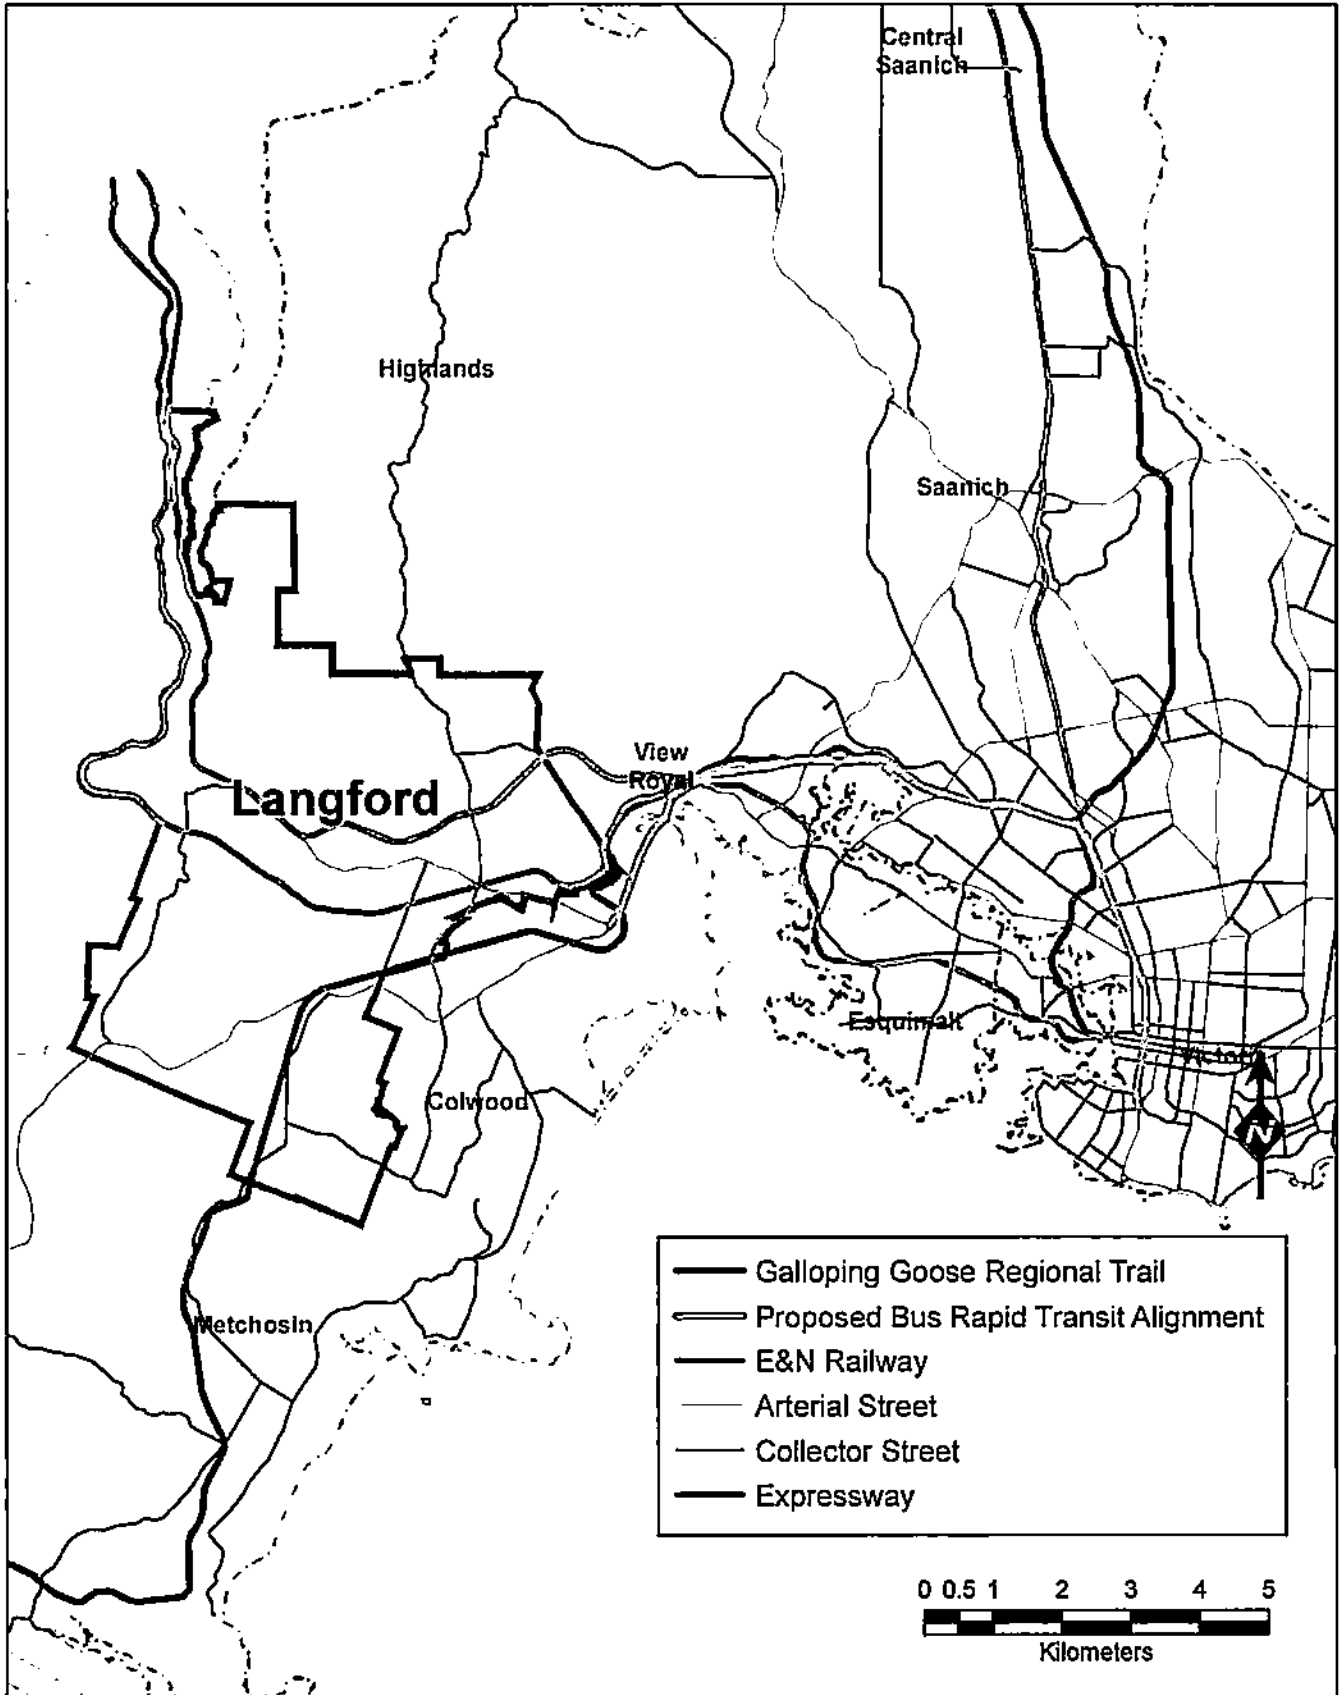 Central
Saanich
Highlands
Saanich
View
Royal
Langford
Esquimalt
Victoria
Colwood
N
Metchosin
Galloping Goose Regional Trail
Proposed Bus Rapid Transit Alignment
E&N Railway
Arterial Street
Collector Street
Expressway
0 0.5 1 2 3 4 5
Kilometers